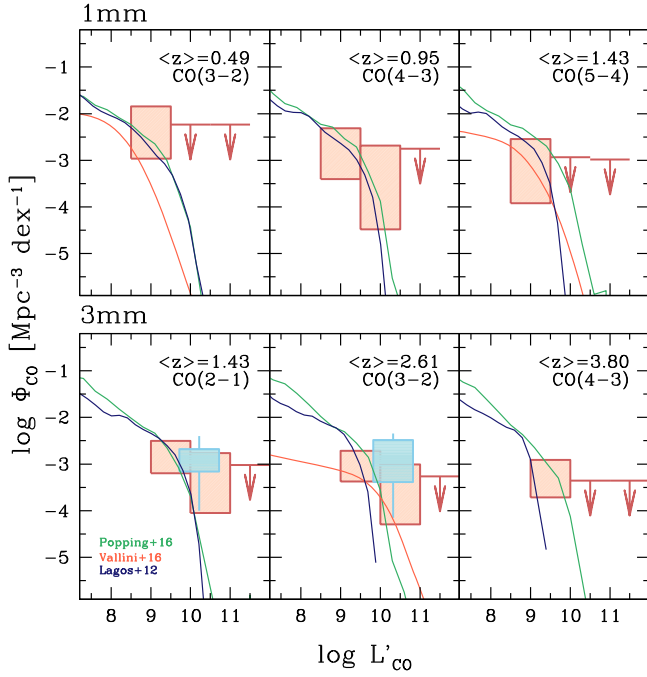 1mm
<z>=0.49
CO(3-2)
<z>=0.95
CO(4-3)
<z>=1.43
CO(5-4)
-1
-2
-3
-4
-5
3mm
<z>=1.43
CO(2-1)
<z>=2.61
CO(3-2)
<z>=3.80
CO(4-3)
-1
-2
-3
-4
-5
Popping+16
Vallini+16
Lagos+12
8 9 10 11 8 9 10 11 8 9 10 11
log ΦCO [Mpc⁻³ dex⁻¹]
log L'CO